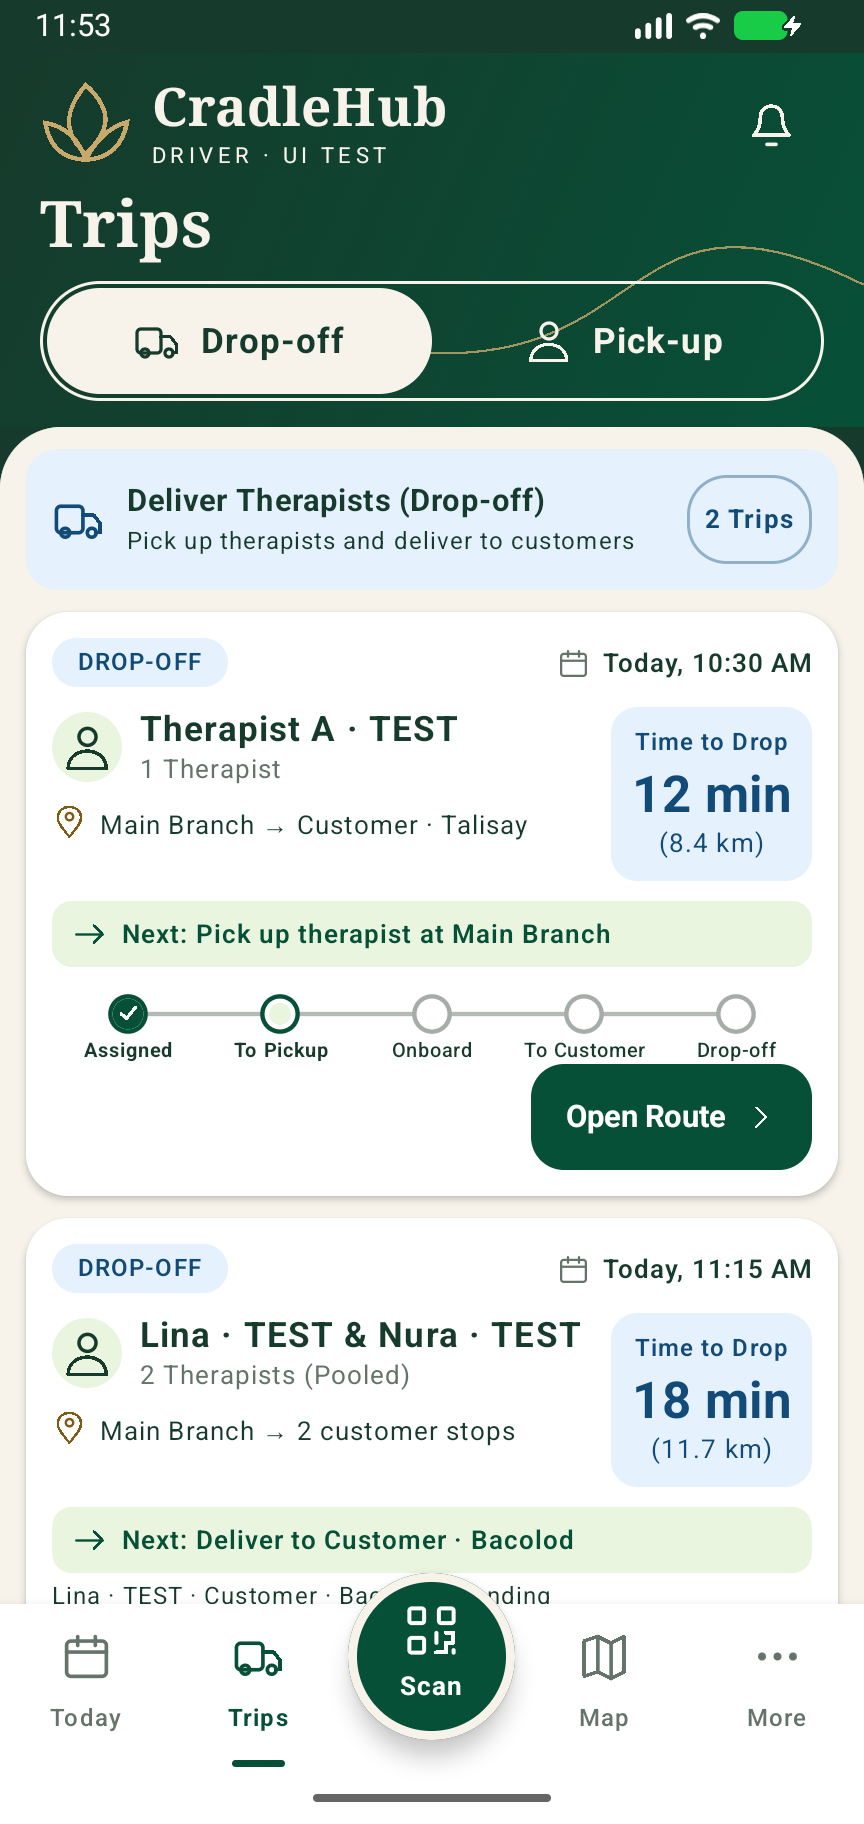 11:53
CradleHub
DRIVER · UI TEST
Trips
Drop-off
Pick-up
Deliver Therapists (Drop-off)
Pick up therapists and deliver to customers
2 Trips
DROP-OFF
Today, 10:30 AM
Therapist A · TEST
1 Therapist
Main Branch → Customer · Talisay
Time to Drop
12 min
(8.4 km)
Next: Pick up therapist at Main Branch
Assigned
To Pickup
Onboard
To Customer
Drop-off
Open Route
DROP-OFF
Today, 11:15 AM
Lina · TEST & Nura · TEST
2 Therapists (Pooled)
Main Branch → 2 customer stops
Time to Drop
18 min
(11.7 km)
Next: Deliver to Customer · Bacolod
Lina · TEST · Customer ·
Today
Trips
Scan
Map
More